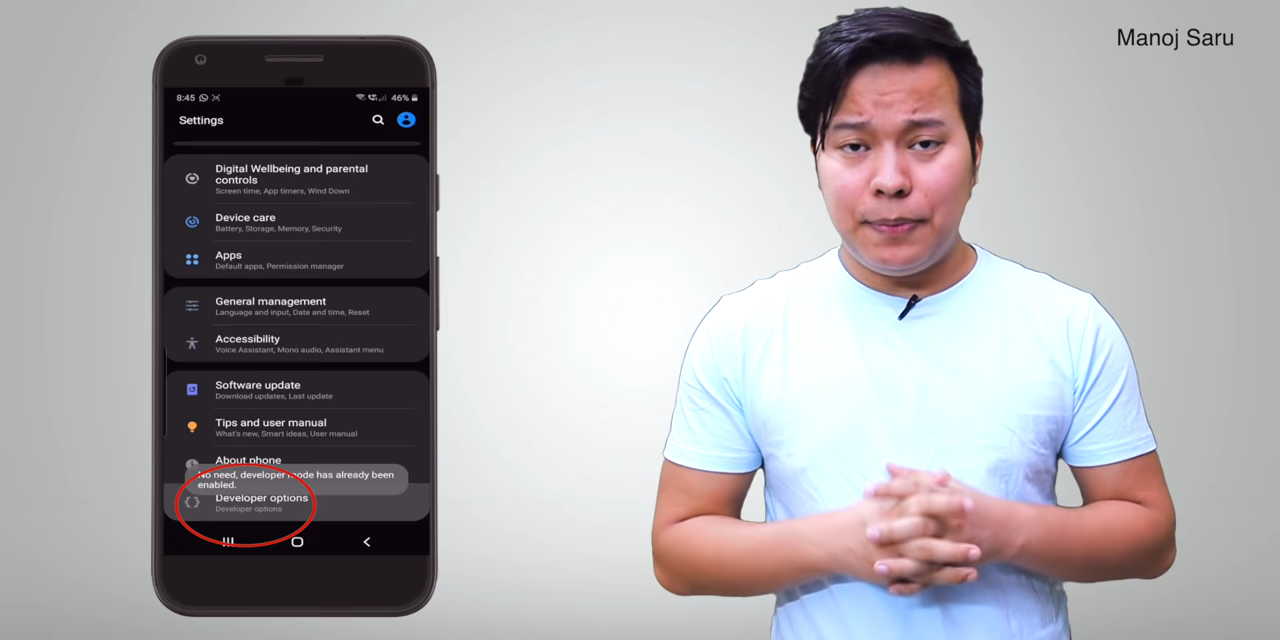 Manoj Saru
8:45
46%
Settings
Digital Wellbeing and parental
controls
Screen time, App timers, Wind Down
Device care
Battery, Storage, Memory, Security
Apps
Default apps, Permission manager
General management
Language and input, Date and time, Reset
Accessibility
Voice Assistant, Mono audio, Assistant menu
Software update
Download updates, Last update
Tips and user manual
What's new, Smart ideas, User manual
About phone
No need, developer mode has already been
enabled.
Developer options
Developer options